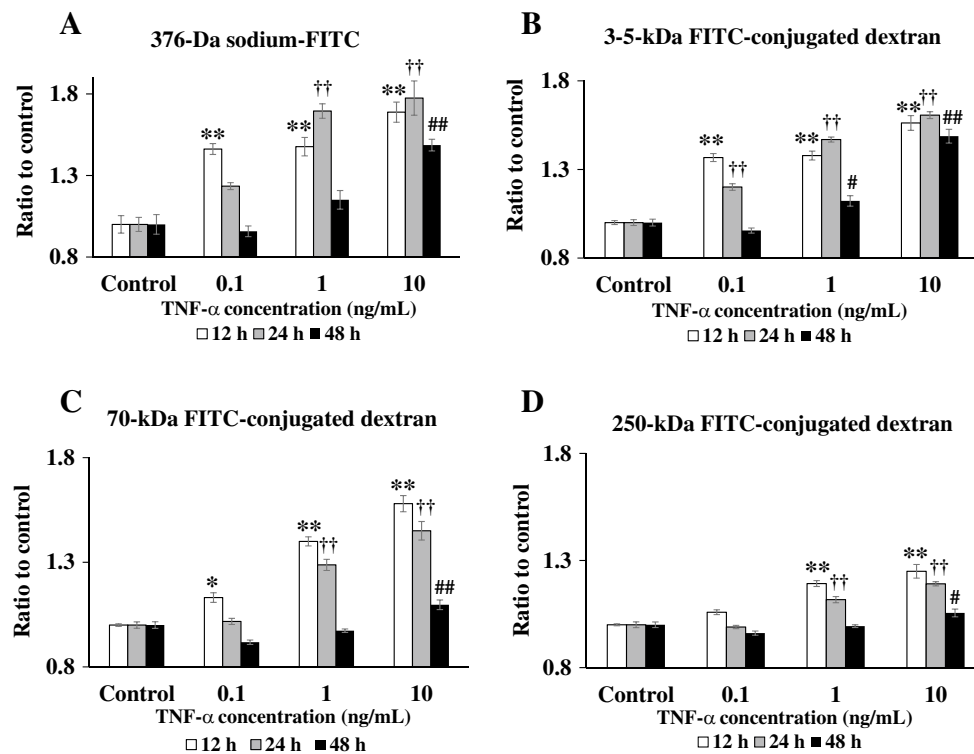 A
376-Da sodium-FITC
Ratio to control
1.8
1.3
0.8
** ** †† ** †† ##
Control 0.1 1 10
TNF-α concentration (ng/mL)
12 h 24 h 48 h
B
3-5-kDa FITC-conjugated dextran
Ratio to control
1.8
1.3
0.8
** †† ** †† # ** †† ##
Control 0.1 1 10
TNF-α concentration (ng/mL)
12 h 24 h 48 h
C
70-kDa FITC-conjugated dextran
Ratio to control
1.8
1.3
0.8
* ** †† ** †† ##
Control 0.1 1 10
TNF-α concentration (ng/mL)
12 h 24 h 48 h
D
250-kDa FITC-conjugated dextran
Ratio to control
1.8
1.3
0.8
** †† ** †† #
Control 0.1 1 10
TNF-α concentration (ng/mL)
12 h 24 h 48 h